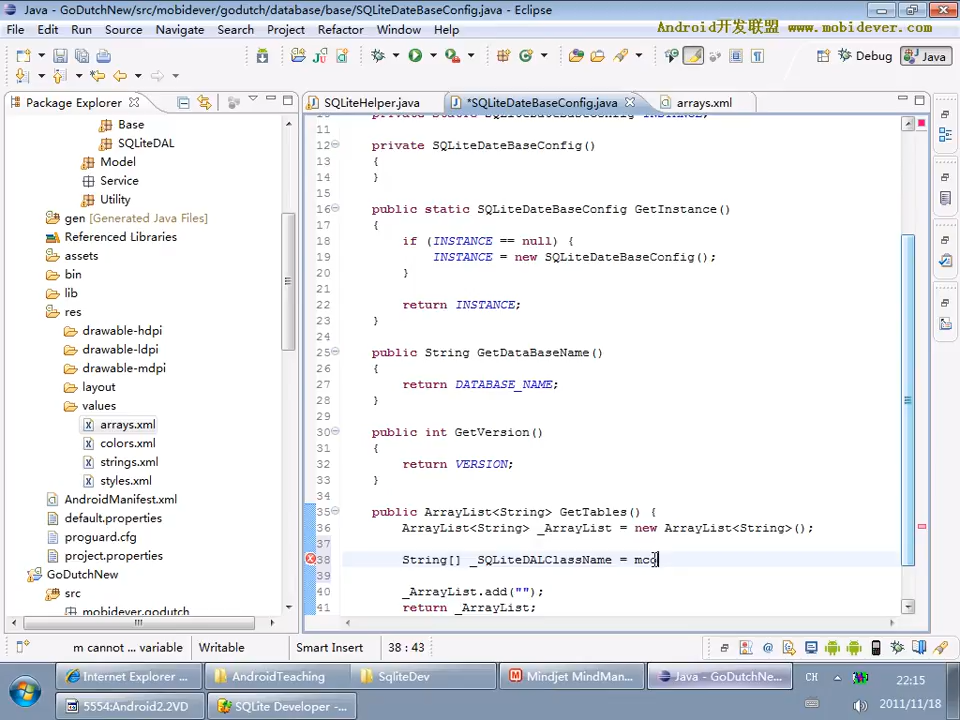 Java - GoDutchNew/src/mobidever/godutch/database/base/SQLiteDateBaseConfig.java - Eclipse
File Edit Run Source Navigate Search Project Refactor Window Help
Android开发联盟 www.mobidever.com
Debug Java
Package Explorer
SQLiteHelper.java
*SQLiteDateBaseConfig.java
arrays.xml
Base
SQLiteDAL
Model
Service
Utility
gen [Generated Java Files]
Referenced Libraries
assets
bin
lib
res
drawable-hdpi
drawable-ldpi
drawable-mdpi
layout
values
arrays.xml
colors.xml
strings.xml
styles.xml
AndroidManifest.xml
default.properties
proguard.cfg
project.properties
GoDutchNew
src
mobidever.godutch
10 private static SQLiteDateBaseConfig INSTANCE;
11
12 private SQLiteDateBaseConfig()
13 {
14 }
15
16 public static SQLiteDateBaseConfig GetInstance()
17 {
18 if (INSTANCE == null) {
19 INSTANCE = new SQLiteDateBaseConfig();
20 }
21
22 return INSTANCE;
23 }
24
25 public String GetDataBaseName()
26 {
27 return DATABASE_NAME;
28 }
29
30 public int GetVersion()
31 {
32 return VERSION;
33 }
34
35 public ArrayList<String> GetTables() {
36 ArrayList<String> _ArrayList = new ArrayList<String>();
37
38 String[] _SQLiteDALClassName = mco
39
40 _ArrayList.add("");
41 return _ArrayList;
m cannot ... variable
Writable
Smart Insert
38 : 43
Internet Explorer ...
AndroidTeaching
SqliteDev
Mindjet MindMan...
Java - GoDutchNe...
CH
22:15
5554:Android2.2VD
SQLite Developer - ...
2011/11/18